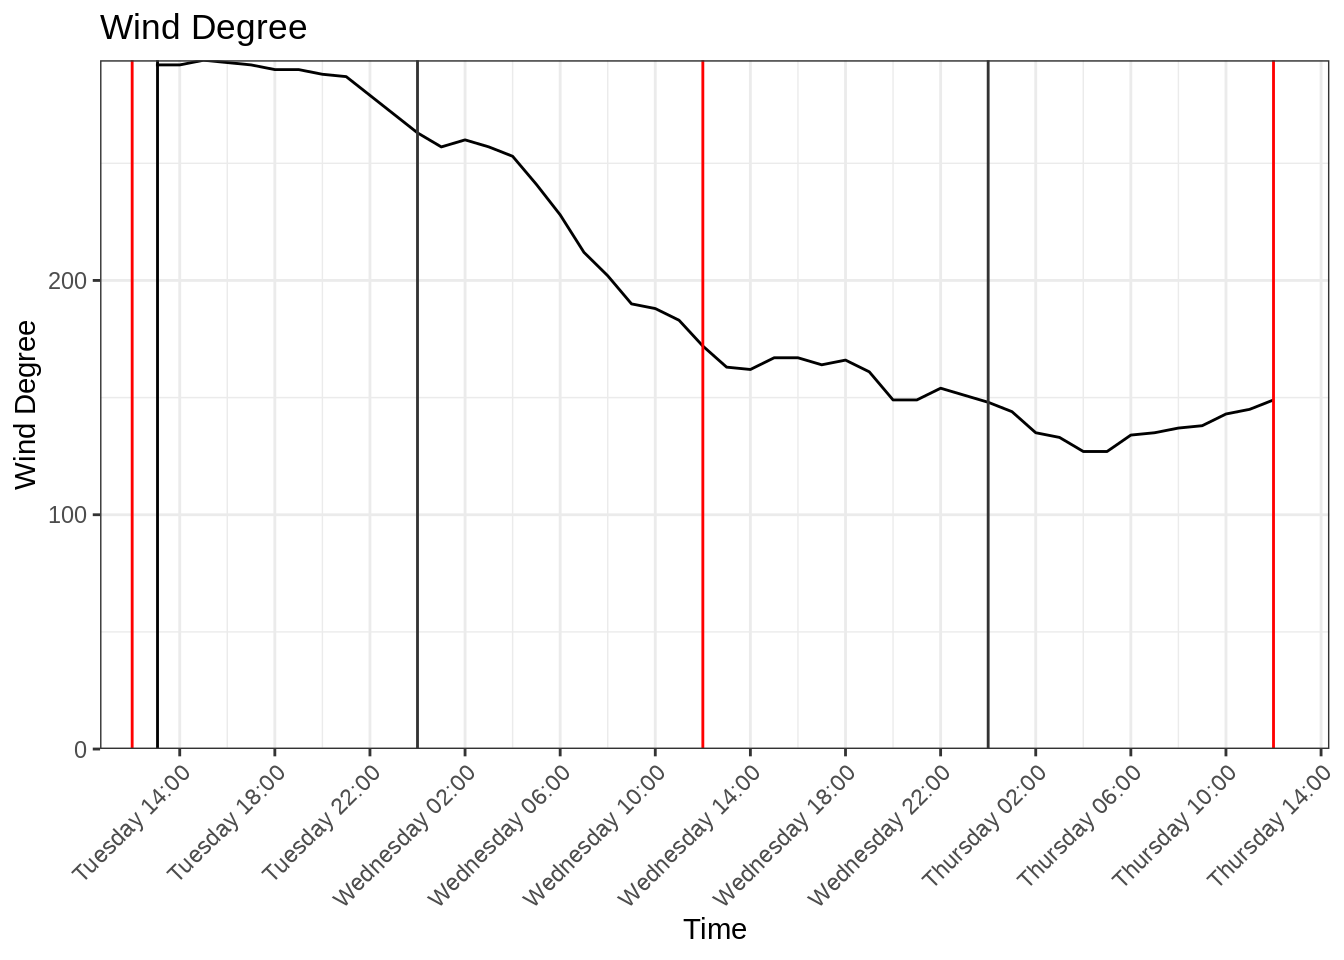 Wind Degree
Wind Degree
200
100
0
Tuesday 14:00
Tuesday 18:00
Tuesday 22:00
Wednesday 02:00
Wednesday 06:00
Wednesday 10:00
Wednesday 14:00
Wednesday 18:00
Wednesday 22:00
Thursday 02:00
Thursday 06:00
Thursday 10:00
Thursday 14:00
Time